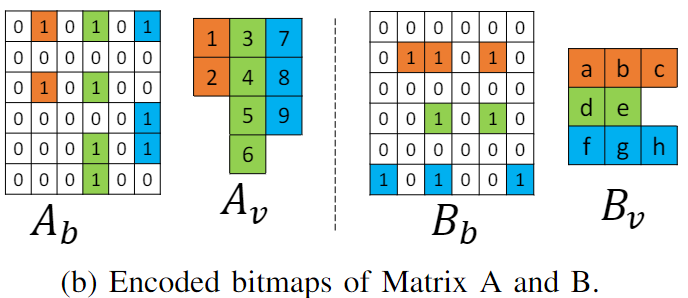 0 1 0 1 0 1
0 0 0 0 0 0
0 1 0 1 0 0
0 0 0 0 0 1
0 0 0 1 0 1
0 0 0 1 0 0
A_b
1 3 7
2 4 8
5 9
6
A_v
0 0 0 0 0 0
0 1 1 0 1 0
0 0 0 0 0 0
0 0 1 0 1 0
0 0 0 0 0 0
1 0 1 0 0 1
B_b
a b c
d e
f g h
B_v
(b) Encoded bitmaps of Matrix A and B.